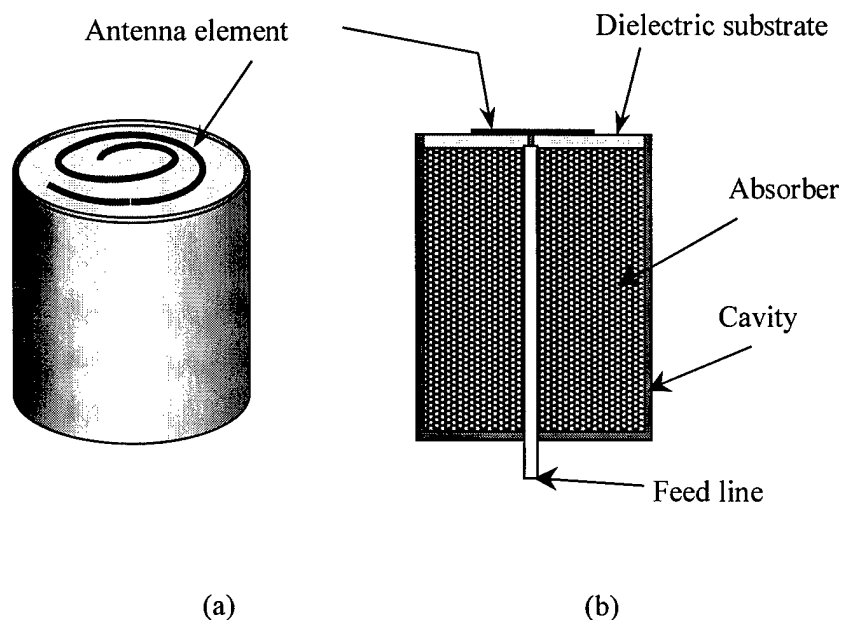 Antenna element
Dielectric substrate
Absorber
Cavity
Feed line
(a)
(b)